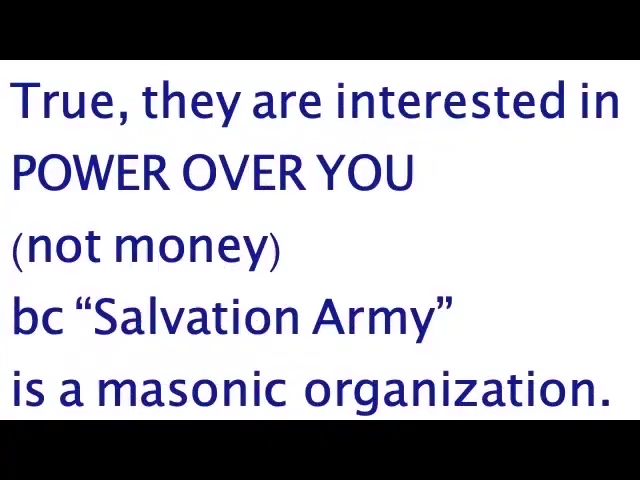 True, they are interested in
POWER OVER YOU
(not money)
bc “Salvation Army”
is a masonic organization.